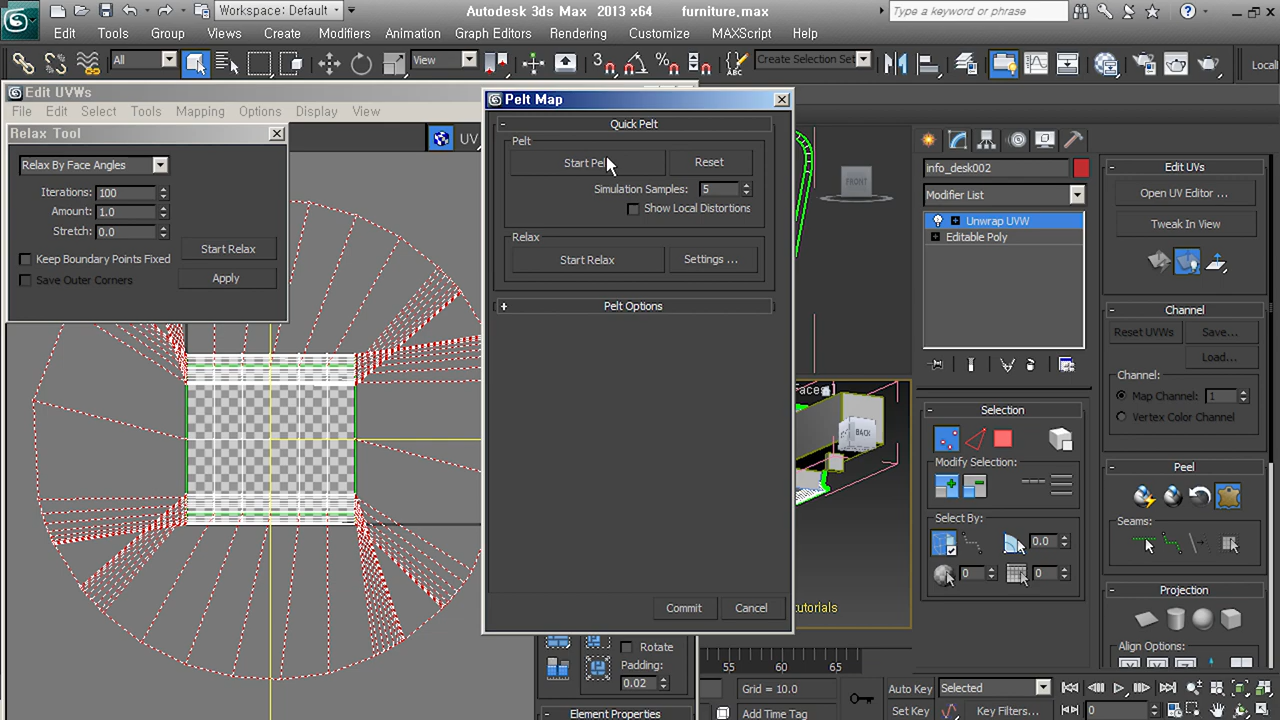 Workspace: Default
Autodesk 3ds Max 2013 x64 furniture.max
Type a keyword or phrase
Edit Tools Group Views Create Modifiers Animation Graph Editors Rendering Customize MAXScript Help
All
View
Create Selection Set
Locali
Edit UVWs
File Edit Select Tools Mapping Options Display View
UV
Relax Tool
Relax By Face Angles
Iterations: 100
Amount: 1.0
Stretch: 0.0
Start Relax
Keep Boundary Points Fixed
Apply
Save Outer Corners
Pelt Map
Quick Pelt
Pelt
Start Pelt
Reset
Simulation Samples: 5
Show Local Distortions
Relax
Start Relax
Settings ...
Pelt Options
Commit
Cancel
Rotate
Padding:
0.02
Element Properties
FRONT
BACK
utorials
55 60 65
Grid = 10.0
Add Time Tag
Auto Key
Selected
Set Key
Key Filters...
0
info_desk002
Modifier List
Unwrap UVW
Editable Poly
Selection
Modify Selection:
Select By:
0.0
0
0
Edit UVs
Open UV Editor ...
Tweak In View
Channel
Reset UVWs
Save...
Channel:
Map Channel: 1
Vertex Color Channel
Peel
Seams:
Projection
Align Options: